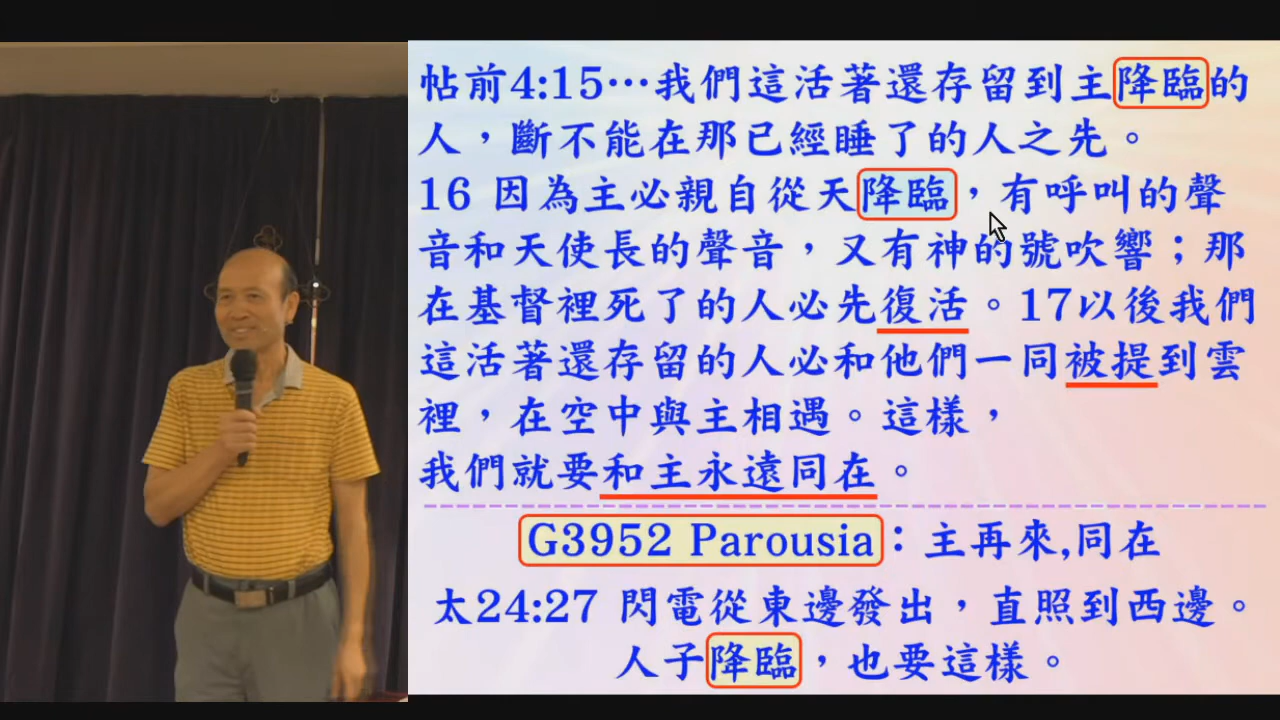 帖前4:15…我們這活著還存留到主降臨的
人，斷不能在那已經睡了的人之先。
16 因為主必親自從天降臨，有呼叫的聲
音和天使長的聲音，又有神的號吹響；那
在基督裡死了的人必先復活。17以後我們
這活著還存留的人必和他們一同被提到雲
裡，在空中與主相遇。這樣，
我們就要和主永遠同在。
G3952 Parousia：主再來,同在
太24:27 閃電從東邊發出，直照到西邊。
人子降臨，也要這樣。